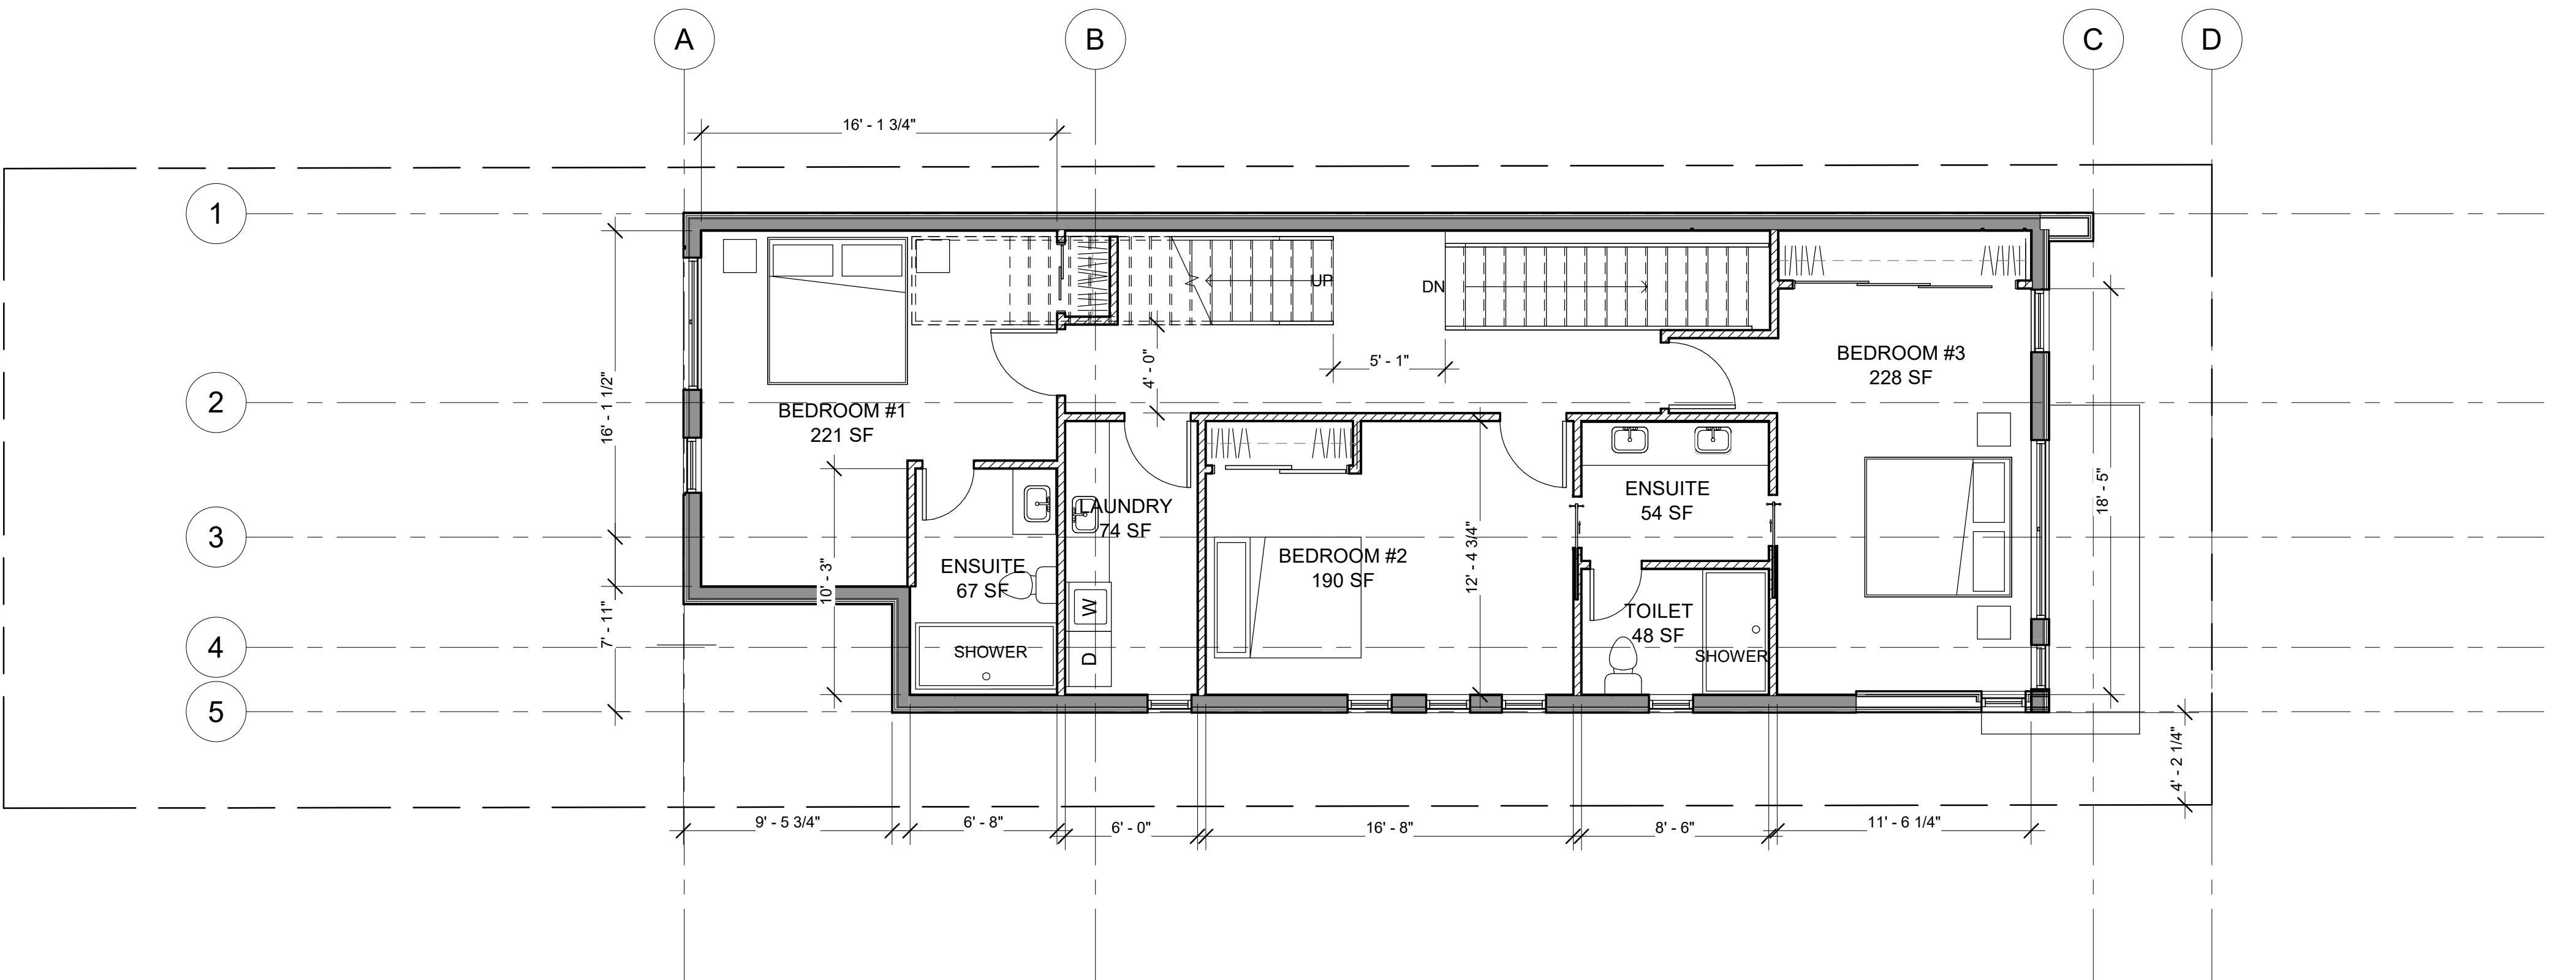 A
B
C
D
16' - 1 3/4"
1
2
3
4
5
UP
DN
5' - 1"
4' - 0"
16' - 1 1/2"
7' - 11"
10' - 3"
12' - 4 3/4"
18' - 5"
4' - 2 1/4"
BEDROOM #1
221 SF
BEDROOM #3
228 SF
LAUNDRY
74 SF
ENSUITE
54 SF
ENSUITE
67 SF
BEDROOM #2
190 SF
W
D
TOILET
48 SF
SHOWER
SHOWER
9' - 5 3/4"
6' - 8"
6' - 0"
16' - 8"
8' - 6"
11' - 6 1/4"